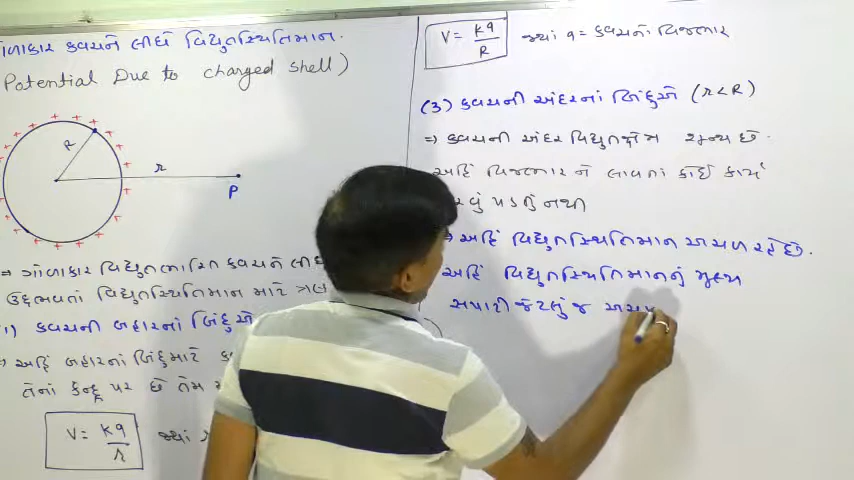 ગોળાકાર કવચને લીધે વિદ્યુતસ્થિતિમાન.
Potential Due to charged shell)
+ + + + + + + + + + + + + + + +
R
r
P
⇒ ગોળાકાર વિદ્યુતભારિત કવચને લીધે
ઉદ્દભવતાં વિદ્યુતસ્થિતિમાન માટે
1) કવચની બહારનાં બિંદુએ
⇒ અહિં બહારનાં બિંદુ માટે
તેનાં કેન્દ્ર પર છે તેમ
V = kq/r જ્યાં
V = kq/R જ્યાં q = કવચનો વિજભાર
(3) કવચની અંદરનાં બિંદુએ (r < R)
⇒ કવચની અંદર વિદ્યુતક્ષેત્ર શૂન્ય છે.
અહિં વિજભાર ને લાવતાં કોઈ કાર્ય
કરવું પડતું નથી
⇒ અહિં વિદ્યુતસ્થિતિમાન અચળ રહે છે.
અહિં વિદ્યુતસ્થિતિમાનનું મૂલ્ય
સપાટી જેટલું જ અચળ